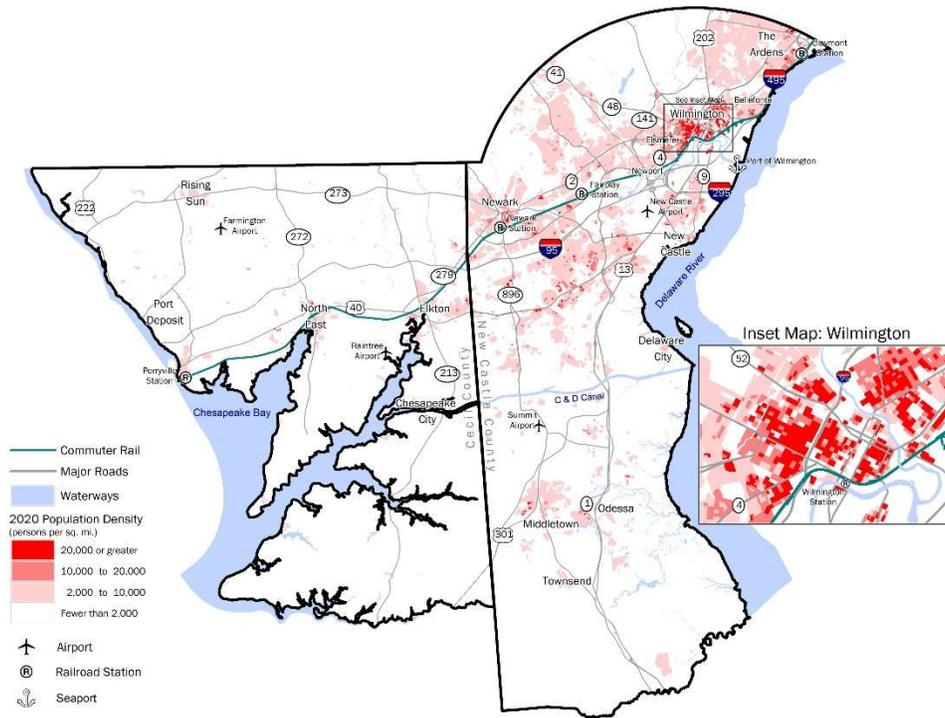 202
The
Ardens
Claymont
Station
495
41
48
141
See Inset Map
Bellefonte
Wilmington
Elsmere
4
Newport
Port of Wilmington
9
295
2
Fairplay
Station
New Castle
Airport
New
Castle
Rising
Sun
273
222
Farmington
Airport
272
Newark
Newark
Station
95
13
Delaware River
279
896
Port
Deposit
North
East
40
Elkton
Raintree
Airport
213
Perryville
Station
Chesapeake Bay
Chesapeake
City
Cecil County
New Castle County
Delaware
City
C & D Canal
Summit
Airport
1
Odessa
Middletown
301
Townsend
Inset Map: Wilmington
52
95
Wilmington
Station
4
Commuter Rail
Major Roads
Waterways
2020 Population Density
(persons per sq. mi.)
20,000 or greater
10,000 to 20,000
2,000 to 10,000
Fewer than 2,000
Airport
Railroad Station
Seaport